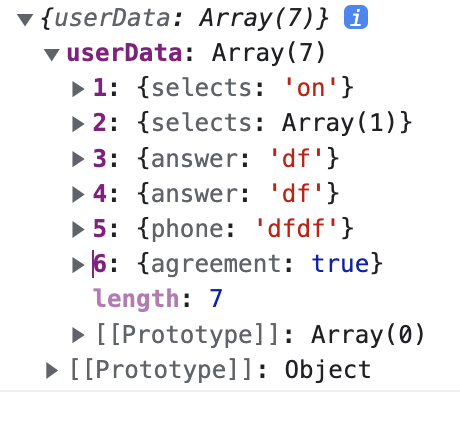 ▼{userData: Array(7)} i
▼userData: Array(7)
▶1: {selects: 'on'}
▶2: {selects: Array(1)}
▶3: {answer: 'df'}
▶4: {answer: 'df'}
▶5: {phone: 'dfdf'}
▶6: {agreement: true}
length: 7
▶[[Prototype]]: Array(0)
▶[[Prototype]]: Object